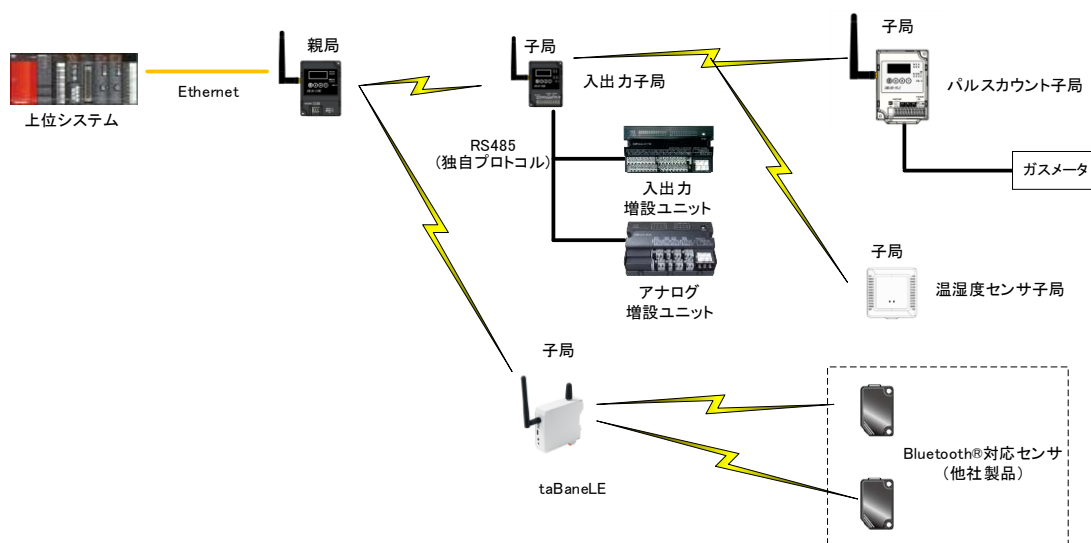 親局
子局
子局
入出力子局
パルスカウント子局
Ethernet
上位システム
RS485
(独自プロトコル)
ガスメータ
入出力
増設ユニット
子局
温湿度センサ子局
アナログ
増設ユニット
子局
Bluetooth®対応センサ
(他社製品)
taBaneLE